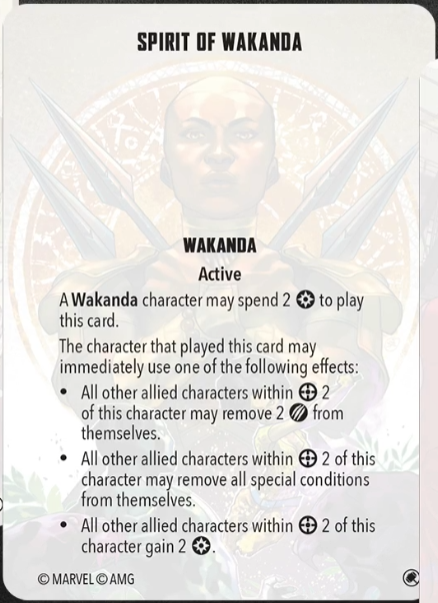 SPIRIT OF WAKANDA
WAKANDA
Active
A Wakanda character may spend 2 to play
this card.
The character that played this card may
immediately use one of the following effects:
• All other allied characters within 2
of this character may remove 2 from
themselves.
• All other allied characters within 2 of this
character may remove all special conditions
from themselves.
• All other allied characters within 2 of this
character gain 2 .
© MARVEL © AMG